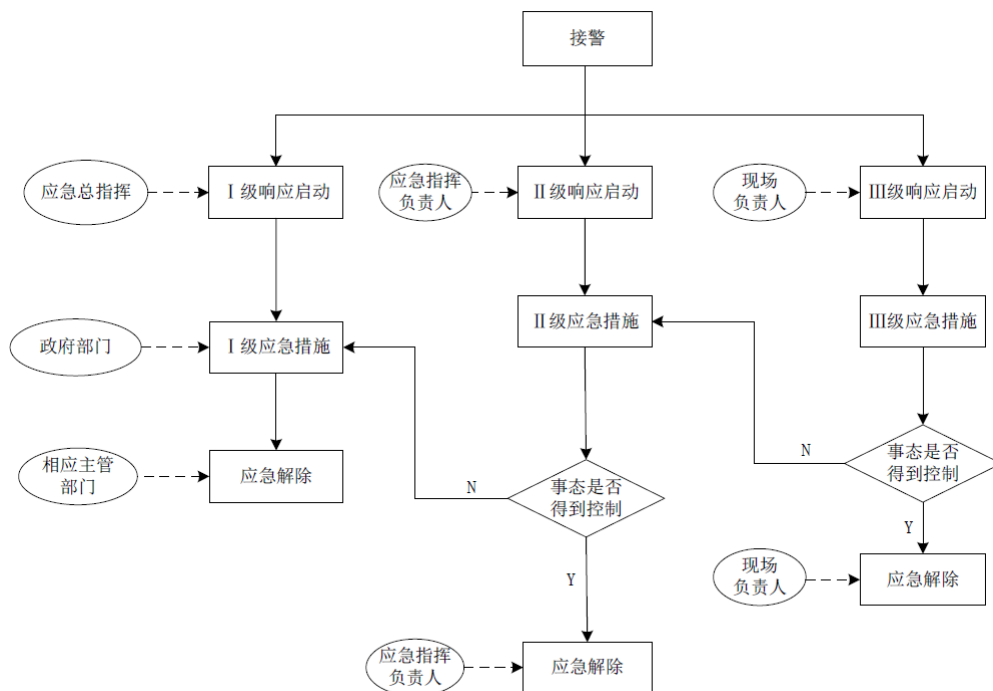 接警
应急总指挥
Ⅰ级响应启动
应急指挥
负责人
Ⅱ级响应启动
现场
负责人
Ⅲ级响应启动
政府部门
Ⅰ级应急措施
Ⅱ级应急措施
Ⅲ级应急措施
相应主管
部门
应急解除
N
事态是否
得到控制
N
事态是否
得到控制
Y
Y
现场
负责人
应急解除
应急指挥
负责人
应急解除